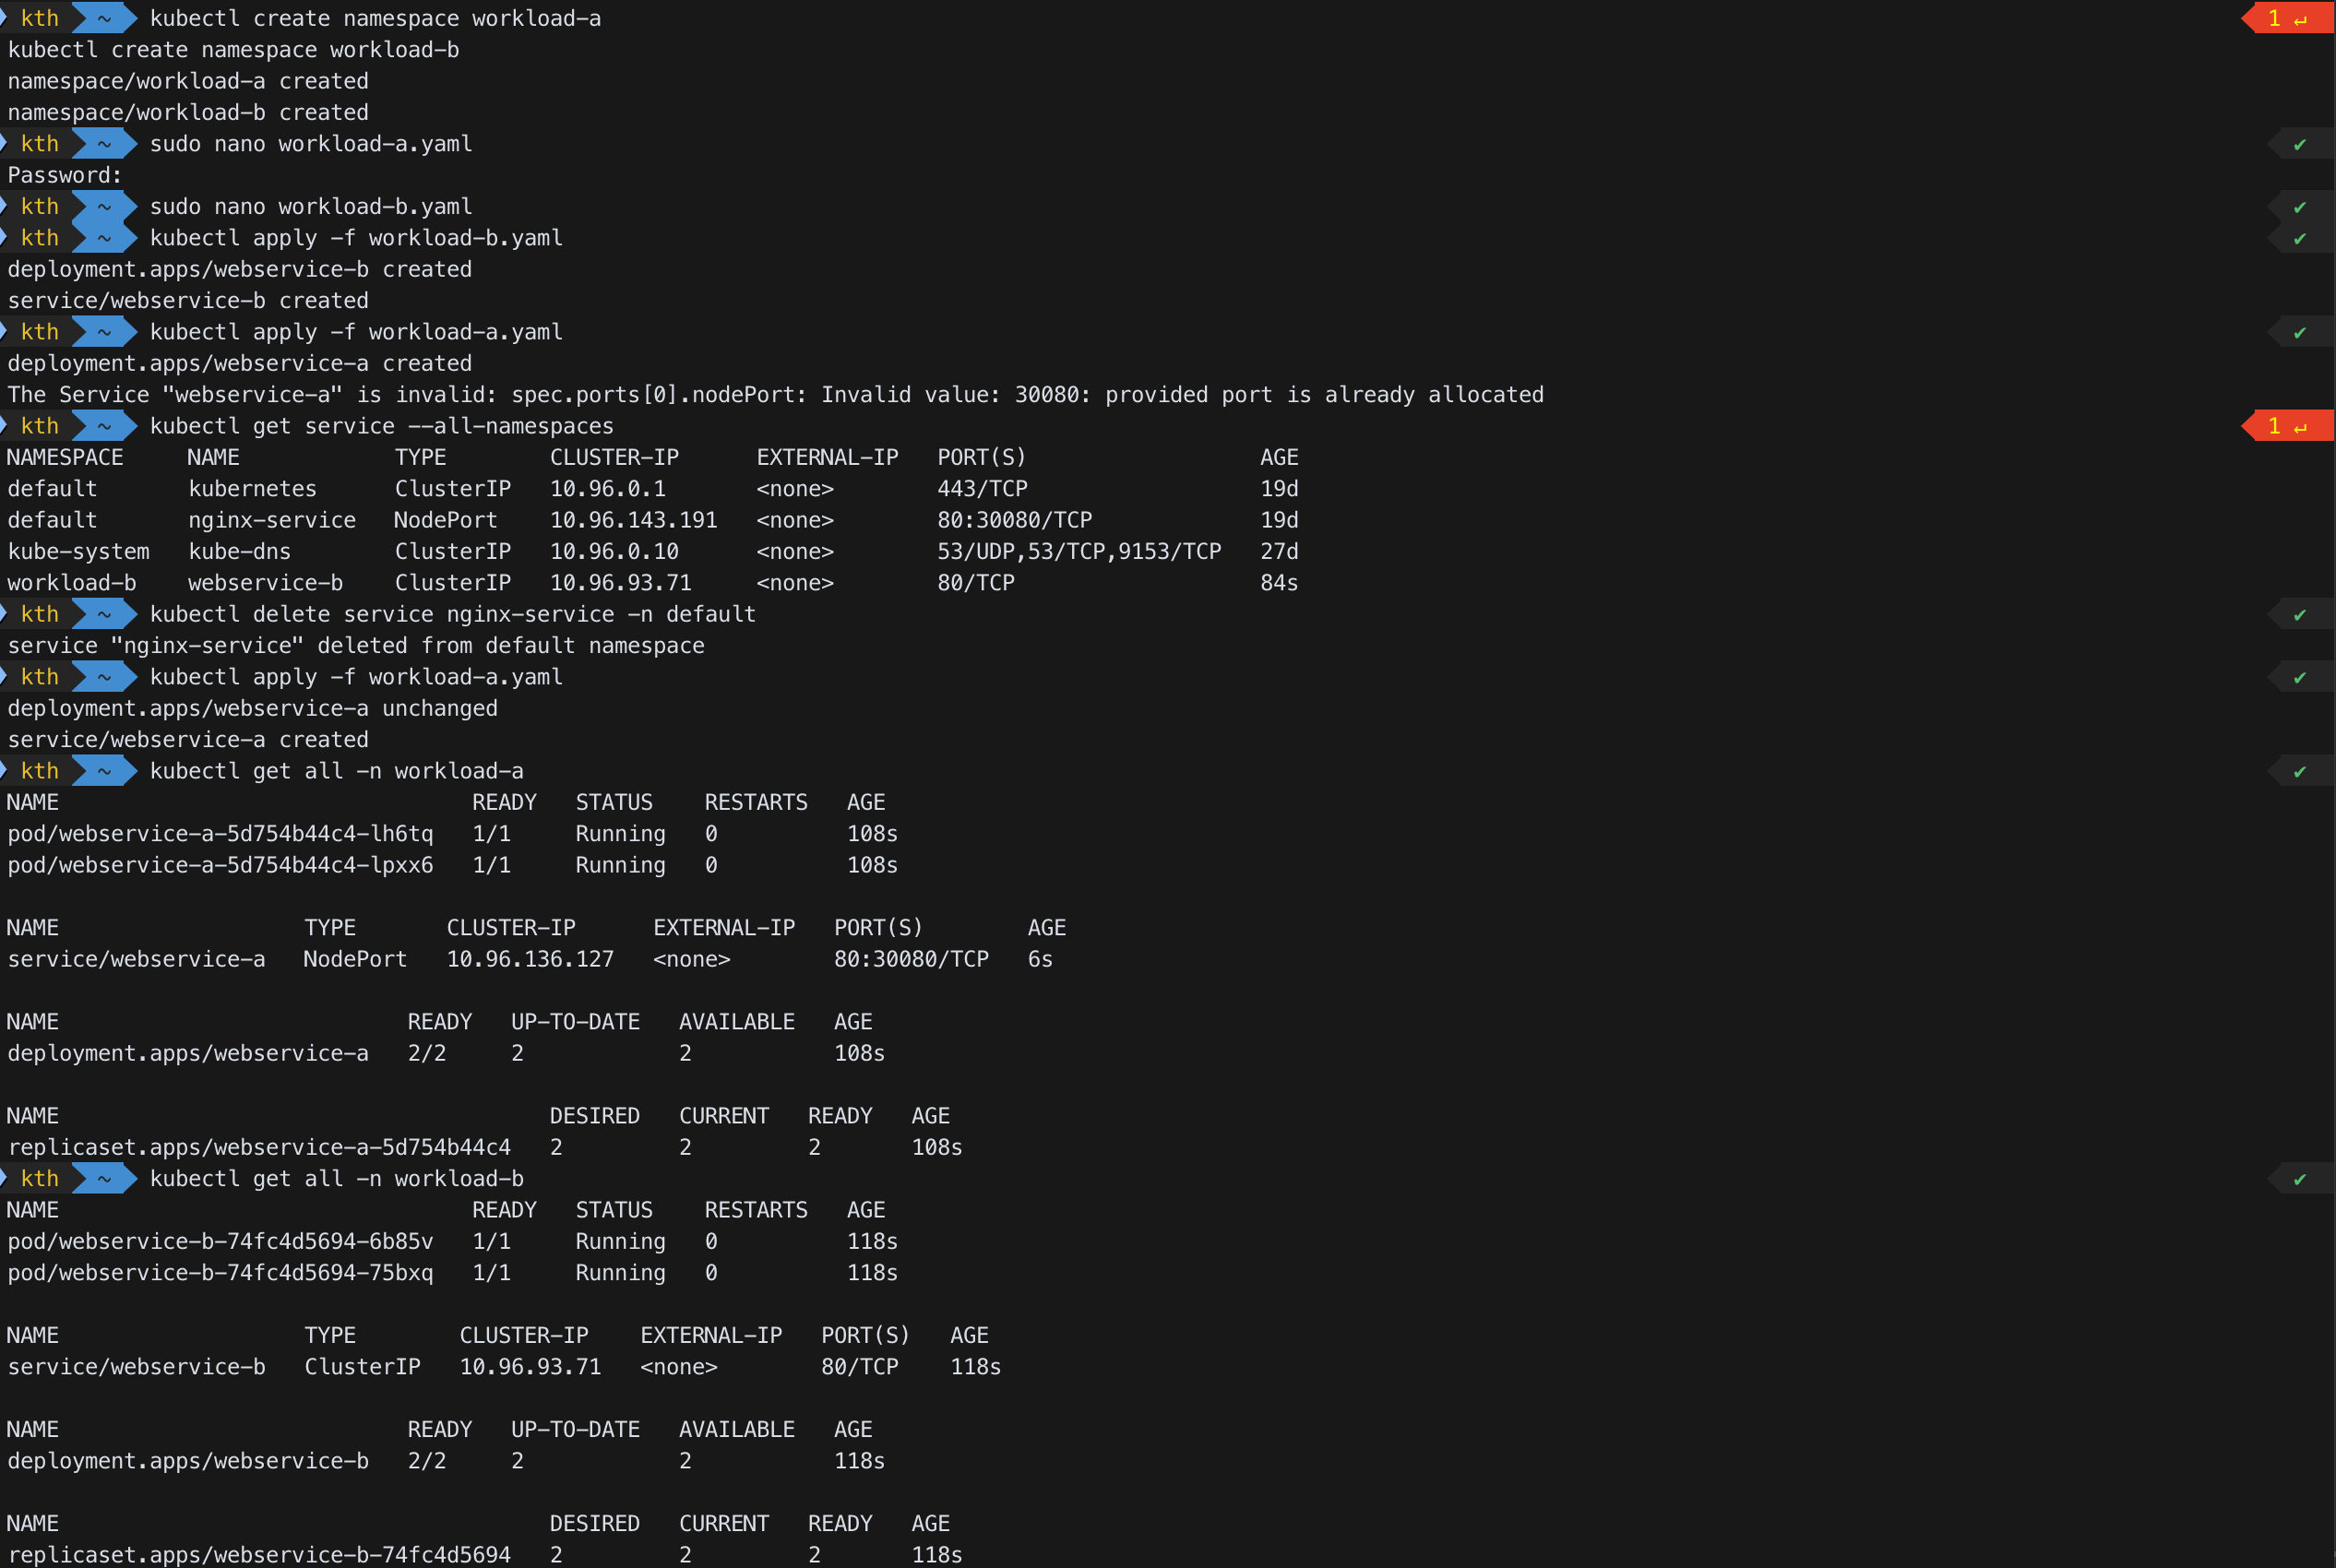 kth ~ kubectl create namespace workload-a 1 ↵
kubectl create namespace workload-b
namespace/workload-a created
namespace/workload-b created
kth ~ sudo nano workload-a.yaml ✔
Password:
kth ~ sudo nano workload-b.yaml ✔
kth ~ kubectl apply -f workload-b.yaml ✔
deployment.apps/webservice-b created
service/webservice-b created
kth ~ kubectl apply -f workload-a.yaml ✔
deployment.apps/webservice-a created
The Service "webservice-a" is invalid: spec.ports[0].nodePort: Invalid value: 30080: provided port is already allocated
kth ~ kubectl get service --all-namespaces 1 ↵
NAMESPACE NAME TYPE CLUSTER-IP EXTERNAL-IP PORT(S) AGE
default kubernetes ClusterIP 10.96.0.1 <none> 443/TCP 19d
default nginx-service NodePort 10.96.143.191 <none> 80:30080/TCP 19d
kube-system kube-dns ClusterIP 10.96.0.10 <none> 53/UDP,53/TCP,9153/TCP 27d
workload-b webservice-b ClusterIP 10.96.93.71 <none> 80/TCP 84s
kth ~ kubectl delete service nginx-service -n default ✔
service "nginx-service" deleted from default namespace
kth ~ kubectl apply -f workload-a.yaml ✔
deployment.apps/webservice-a unchanged
service/webservice-a created
kth ~ kubectl get all -n workload-a ✔
NAME READY STATUS RESTARTS AGE
pod/webservice-a-5d754b44c4-lh6tq 1/1 Running 0 108s
pod/webservice-a-5d754b44c4-lpxx6 1/1 Running 0 108s
NAME TYPE CLUSTER-IP EXTERNAL-IP PORT(S) AGE
service/webservice-a NodePort 10.96.136.127 <none> 80:30080/TCP 6s
NAME READY UP-TO-DATE AVAILABLE AGE
deployment.apps/webservice-a 2/2 2 2 108s
NAME DESIRED CURRENT READY AGE
replicaset.apps/webservice-a-5d754b44c4 2 2 2 108s
kth ~ kubectl get all -n workload-b ✔
NAME READY STATUS RESTARTS AGE
pod/webservice-b-74fc4d5694-6b85v 1/1 Running 0 118s
pod/webservice-b-74fc4d5694-75bxq 1/1 Running 0 118s
NAME TYPE CLUSTER-IP EXTERNAL-IP PORT(S) AGE
service/webservice-b ClusterIP 10.96.93.71 <none> 80/TCP 118s
NAME READY UP-TO-DATE AVAILABLE AGE
deployment.apps/webservice-b 2/2 2 2 118s
NAME DESIRED CURRENT READY AGE
replicaset.apps/webservice-b-74fc4d5694 2 2 2 118s